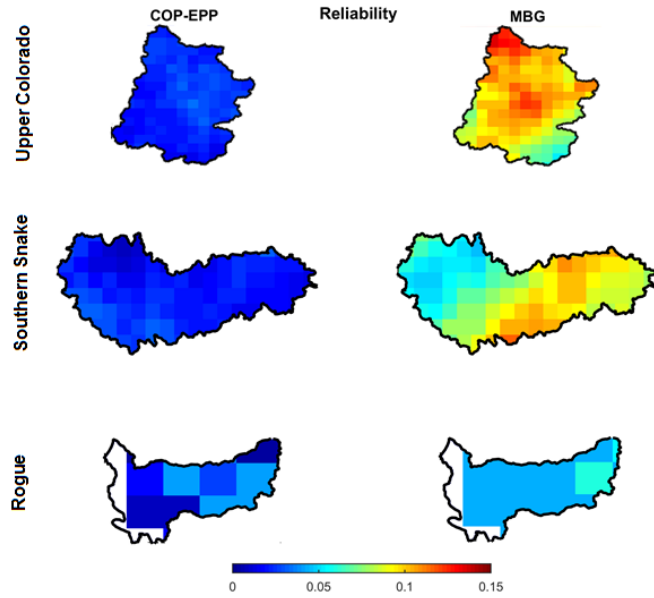 COP-EPP Reliability MBG
Upper Colorado
Southern Snake
Rogue
0 0.05 0.1 0.15